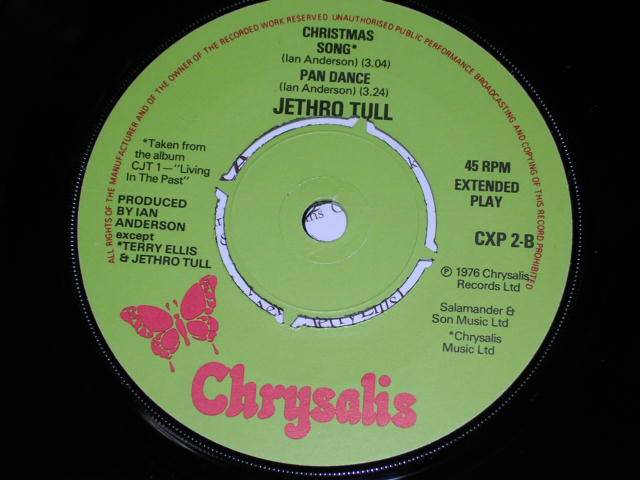 ALL RIGHTS OF THE MANUFACTURER AND OF THE OWNER OF THE RECORDED WORK RESERVED UNAUTHORISED PUBLIC PERFORMANCE BROADCASTING AND COPYING OF THIS RECORD PROHIBITED
CHRISTMAS
SONG*
(Ian Anderson) (3.04)
PAN DANCE
(Ian Anderson) (3.24)
JETHRO TULL
*Taken from
the album
CJT 1—"Living
In The Past"
PRODUCED
BY IAN
ANDERSON
except
*TERRY ELLIS
& JETHRO TULL
45 RPM
EXTENDED
PLAY
CXP 2-B
℗ 1976 Chrysalis
Records Ltd
Salamander &
Son Music Ltd
*Chrysalis
Music Ltd
Chrysalis